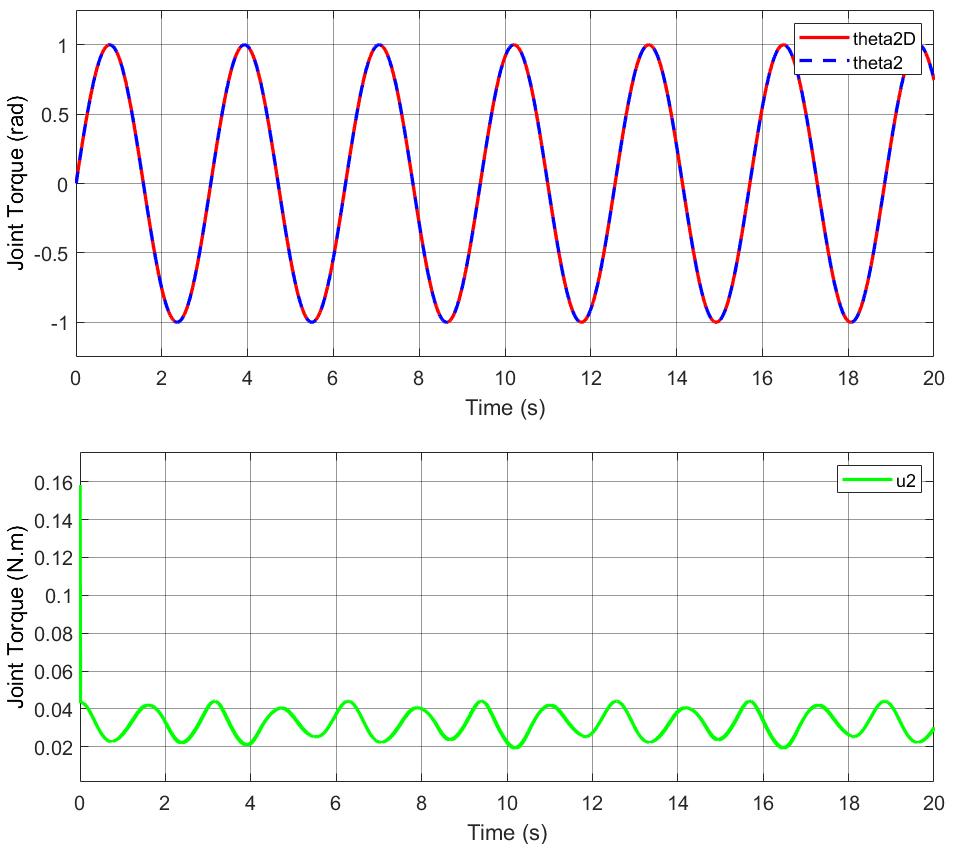 theta2D
theta2
Joint Torque (rad)
1
0.5
0
-0.5
-1
0 2 4 6 8 10 12 14 16 18 20
Time (s)
u2
Joint Torque (N.m)
0.16
0.14
0.12
0.1
0.08
0.06
0.04
0.02
0 2 4 6 8 10 12 14 16 18 20
Time (s)